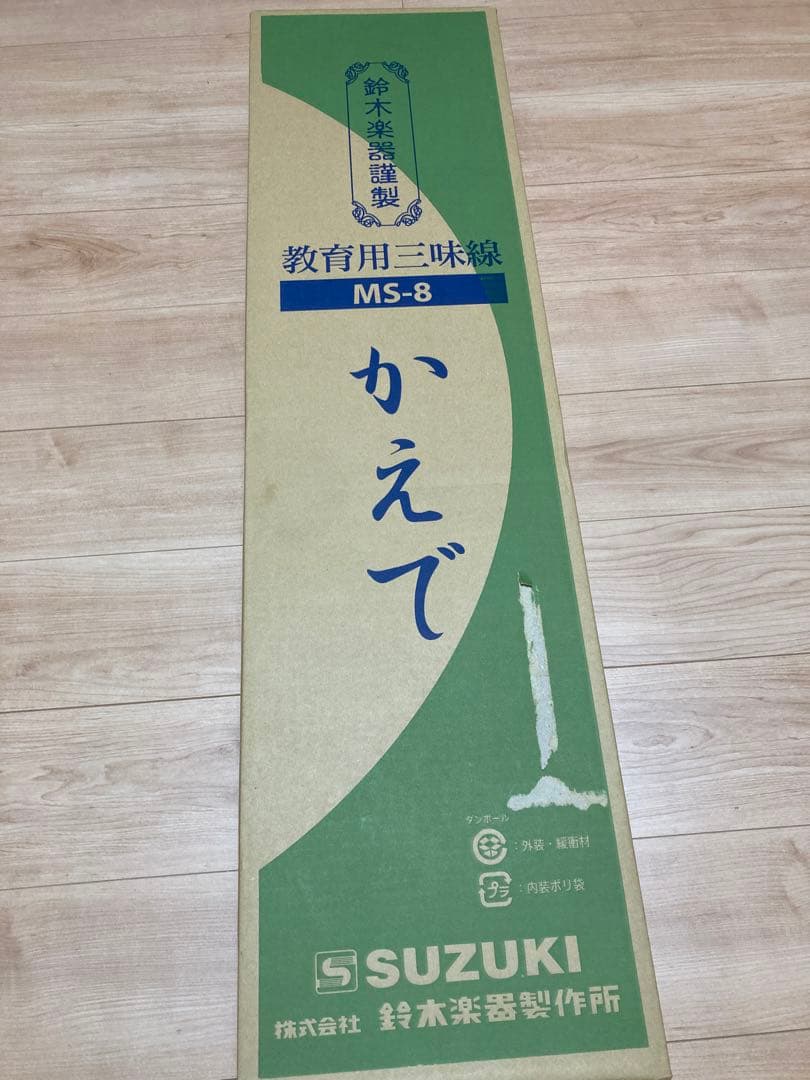 鈴木楽器謹製
教育用三味線
MS-8
かえで
ダンボール
：外装・緩衝材
プラ
：内装ポリ袋
S SUZUKI
株式会社 鈴木楽器製作所